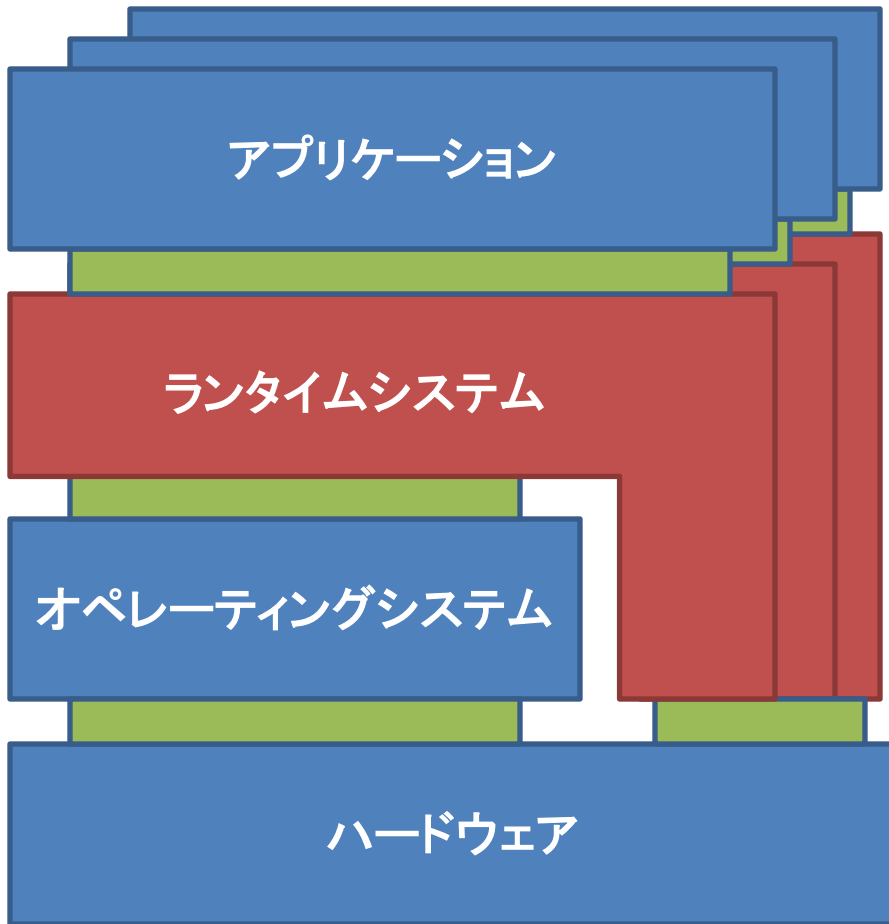 アプリケーション
ランタイムシステム
オペレーティングシステム
ハードウェア